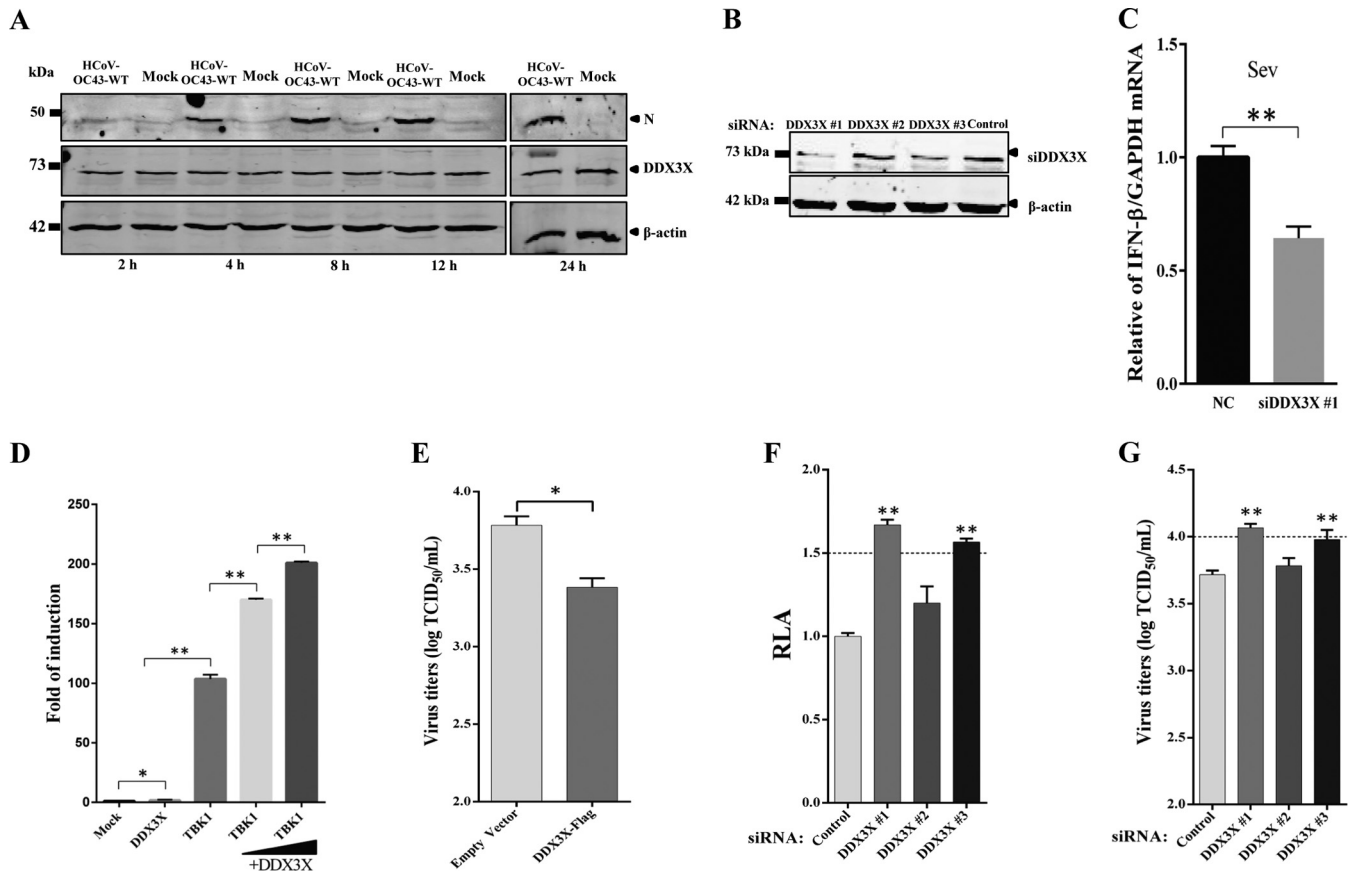 A
kDa
HCoV-
OC43-WT
Mock
HCoV-
OC43-WT
Mock
HCoV-
OC43-WT
Mock
HCoV-
OC43-WT
Mock
HCoV-
OC43-WT
Mock
50
N
73
DDX3X
42
β-actin
2 h
4 h
8 h
12 h
24 h
B
siRNA: DDX3X #1 DDX3X #2 DDX3X #3 Control
73 kDa
siDDX3X
42 kDa
β-actin
C
Relative of IFN-β/GAPDH mRNA
1.5
1.0
0.5
0.0
Sev
**
NC
siDDX3X #1
D
Fold of induction
250
200
150
100
50
0
*
**
**
**
Mock
DDX3X
TBK1
TBK1
TBK1
+DDX3X
E
Virus titers (log TCID50/mL)
4.0
3.5
3.0
2.5
2.0
*
Empty Vector
DDX3X-Flag
F
RLA
2.0
1.5
1.0
0.5
0.0
**
**
siRNA:
Control
DDX3X #1
DDX3X #2
DDX3X #3
G
Virus titers (log TCID50/mL)
4.5
4.0
3.5
3.0
2.5
2.0
**
**
siRNA:
Control
DDX3X #1
DDX3X #2
DDX3X #3